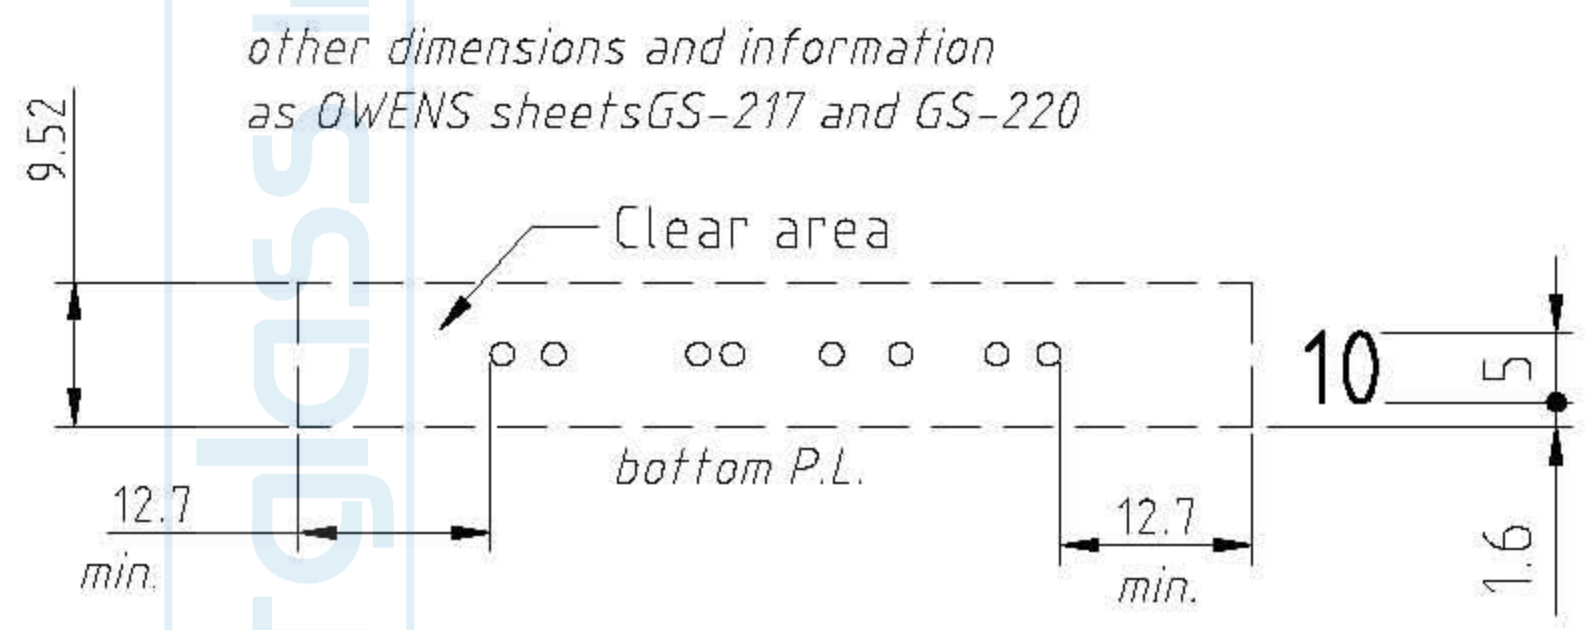 other dimensions and information
as OWENS sheetsGS-217 and GS-220
9.52
Clear area
10
5
bottom P.L.
12.7
min.
12.7
min.
1.6
glass